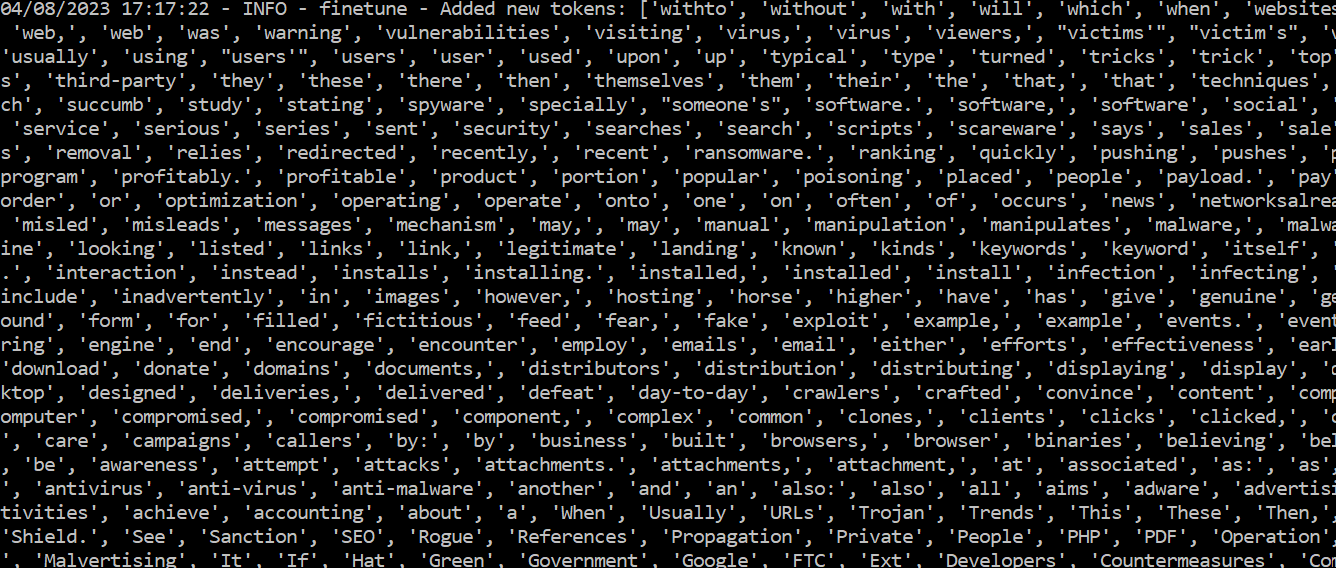 04/08/2023 17:17:22 - INFO - finetune - Added new tokens: ['withto', 'without', 'with', 'will', 'which', 'when', 'websites
'web,', 'web', 'was', 'warning', 'vulnerabilities', 'visiting', 'virus,', 'virus', 'viewers,', "victims'", "victim's", 'v
'usually', 'using', "users'", 'users', 'user', 'used', 'upon', 'up', 'typical', 'type', 'turned', 'tricks', 'trick', 'top
s', 'third-party', 'they', 'these', 'there', 'then', 'themselves', 'them', 'their', 'the', 'that,', 'that', 'techniques',
ch', 'succumb', 'study', 'stating', 'spyware', 'specially', "someone's", 'software.', 'software,', 'software', 'social', '
'service', 'serious', 'series', 'sent', 'security', 'searches', 'search', 'scripts', 'scareware', 'says', 'sales', 'sale'
s', 'removal', 'relies', 'redirected', 'recently,', 'recent', 'ransomware.', 'ranking', 'quickly', 'pushing', 'pushes', 'p
program', 'profitably.', 'profitable', 'product', 'portion', 'popular', 'poisoning', 'placed', 'people', 'payload.', 'pay'
order', 'or', 'optimization', 'operating', 'operate', 'onto', 'one', 'on', 'often', 'of', 'occurs', 'news', 'networksalrea
'misled', 'misleads', 'messages', 'mechanism', 'may,', 'may', 'manual', 'manipulation', 'manipulates', 'malware,', 'malwa
ine', 'looking', 'listed', 'links', 'link,', 'legitimate', 'landing', 'known', 'kinds', 'keywords', 'keyword', 'itself',
.', 'interaction', 'instead', 'installs', 'installing.', 'installed,', 'installed', 'install', 'infection', 'infecting', '
include', 'inadvertently', 'in', 'images', 'however,', 'hosting', 'horse', 'higher', 'have', 'has', 'give', 'genuine', 'ge
ound', 'form', 'for', 'filled', 'fictitious', 'feed', 'fear,', 'fake', 'exploit', 'example,', 'example', 'events.', 'event
ring', 'engine', 'end', 'encourage', 'encounter', 'employ', 'emails', 'email', 'either', 'efforts', 'effectiveness', 'earl
'download', 'donate', 'domains', 'documents,', 'distributors', 'distribution', 'distributing', 'displaying', 'display', 'd
ktop', 'designed', 'deliveries,', 'delivered', 'defeat', 'day-to-day', 'crawlers', 'crafted', 'convince', 'content', 'comp
omputer', 'compromised,', 'compromised', 'component,', 'complex', 'common', 'clones,', 'clients', 'clicks', 'clicked,', 'c
, 'care', 'campaigns', 'callers', 'by:', 'by', 'business', 'built', 'browsers,', 'browser', 'binaries', 'believing', 'bel
, 'be', 'awareness', 'attempt', 'attacks', 'attachments.', 'attachments,', 'attachment,', 'at', 'associated', 'as:', 'as'
, 'antivirus', 'anti-virus', 'anti-malware', 'another', 'and', 'an', 'also:', 'also', 'all', 'aims', 'adware', 'advertisi
tivities', 'achieve', 'accounting', 'about', 'a', 'When', 'Usually', 'URLs', 'Trojan', 'Trends', 'This', 'These', 'Then,',
'Shield.', 'See', 'Sanction', 'SEO', 'Rogue', 'References', 'Propagation', 'Private', 'People', 'PHP', 'PDF', 'Operation'
, 'Malvertising', 'It', 'If', 'Hat', 'Green', 'Government', 'Google', 'FTC', 'Ext', 'Developers', 'Countermeasures', 'Co